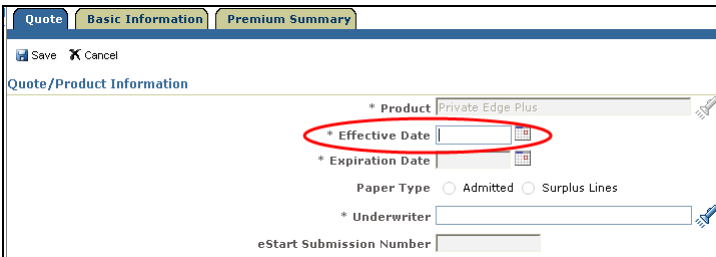 Quote Basic Information Premium Summary
Save Cancel
Quote/Product Information
* Product Private Edge Plus
* Effective Date
* Expiration Date
Paper Type Admitted Surplus Lines
* Underwriter
eStart Submission Number